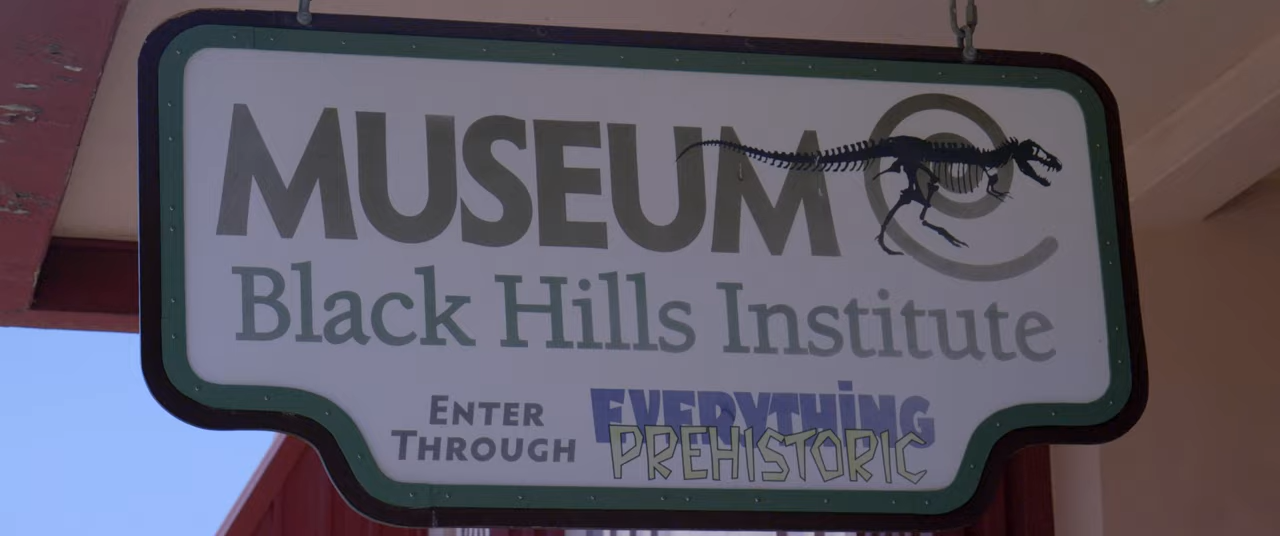 MUSEUM
Black Hills Institute
ENTER
THROUGH
EVERYTHING
PREHISTORIC